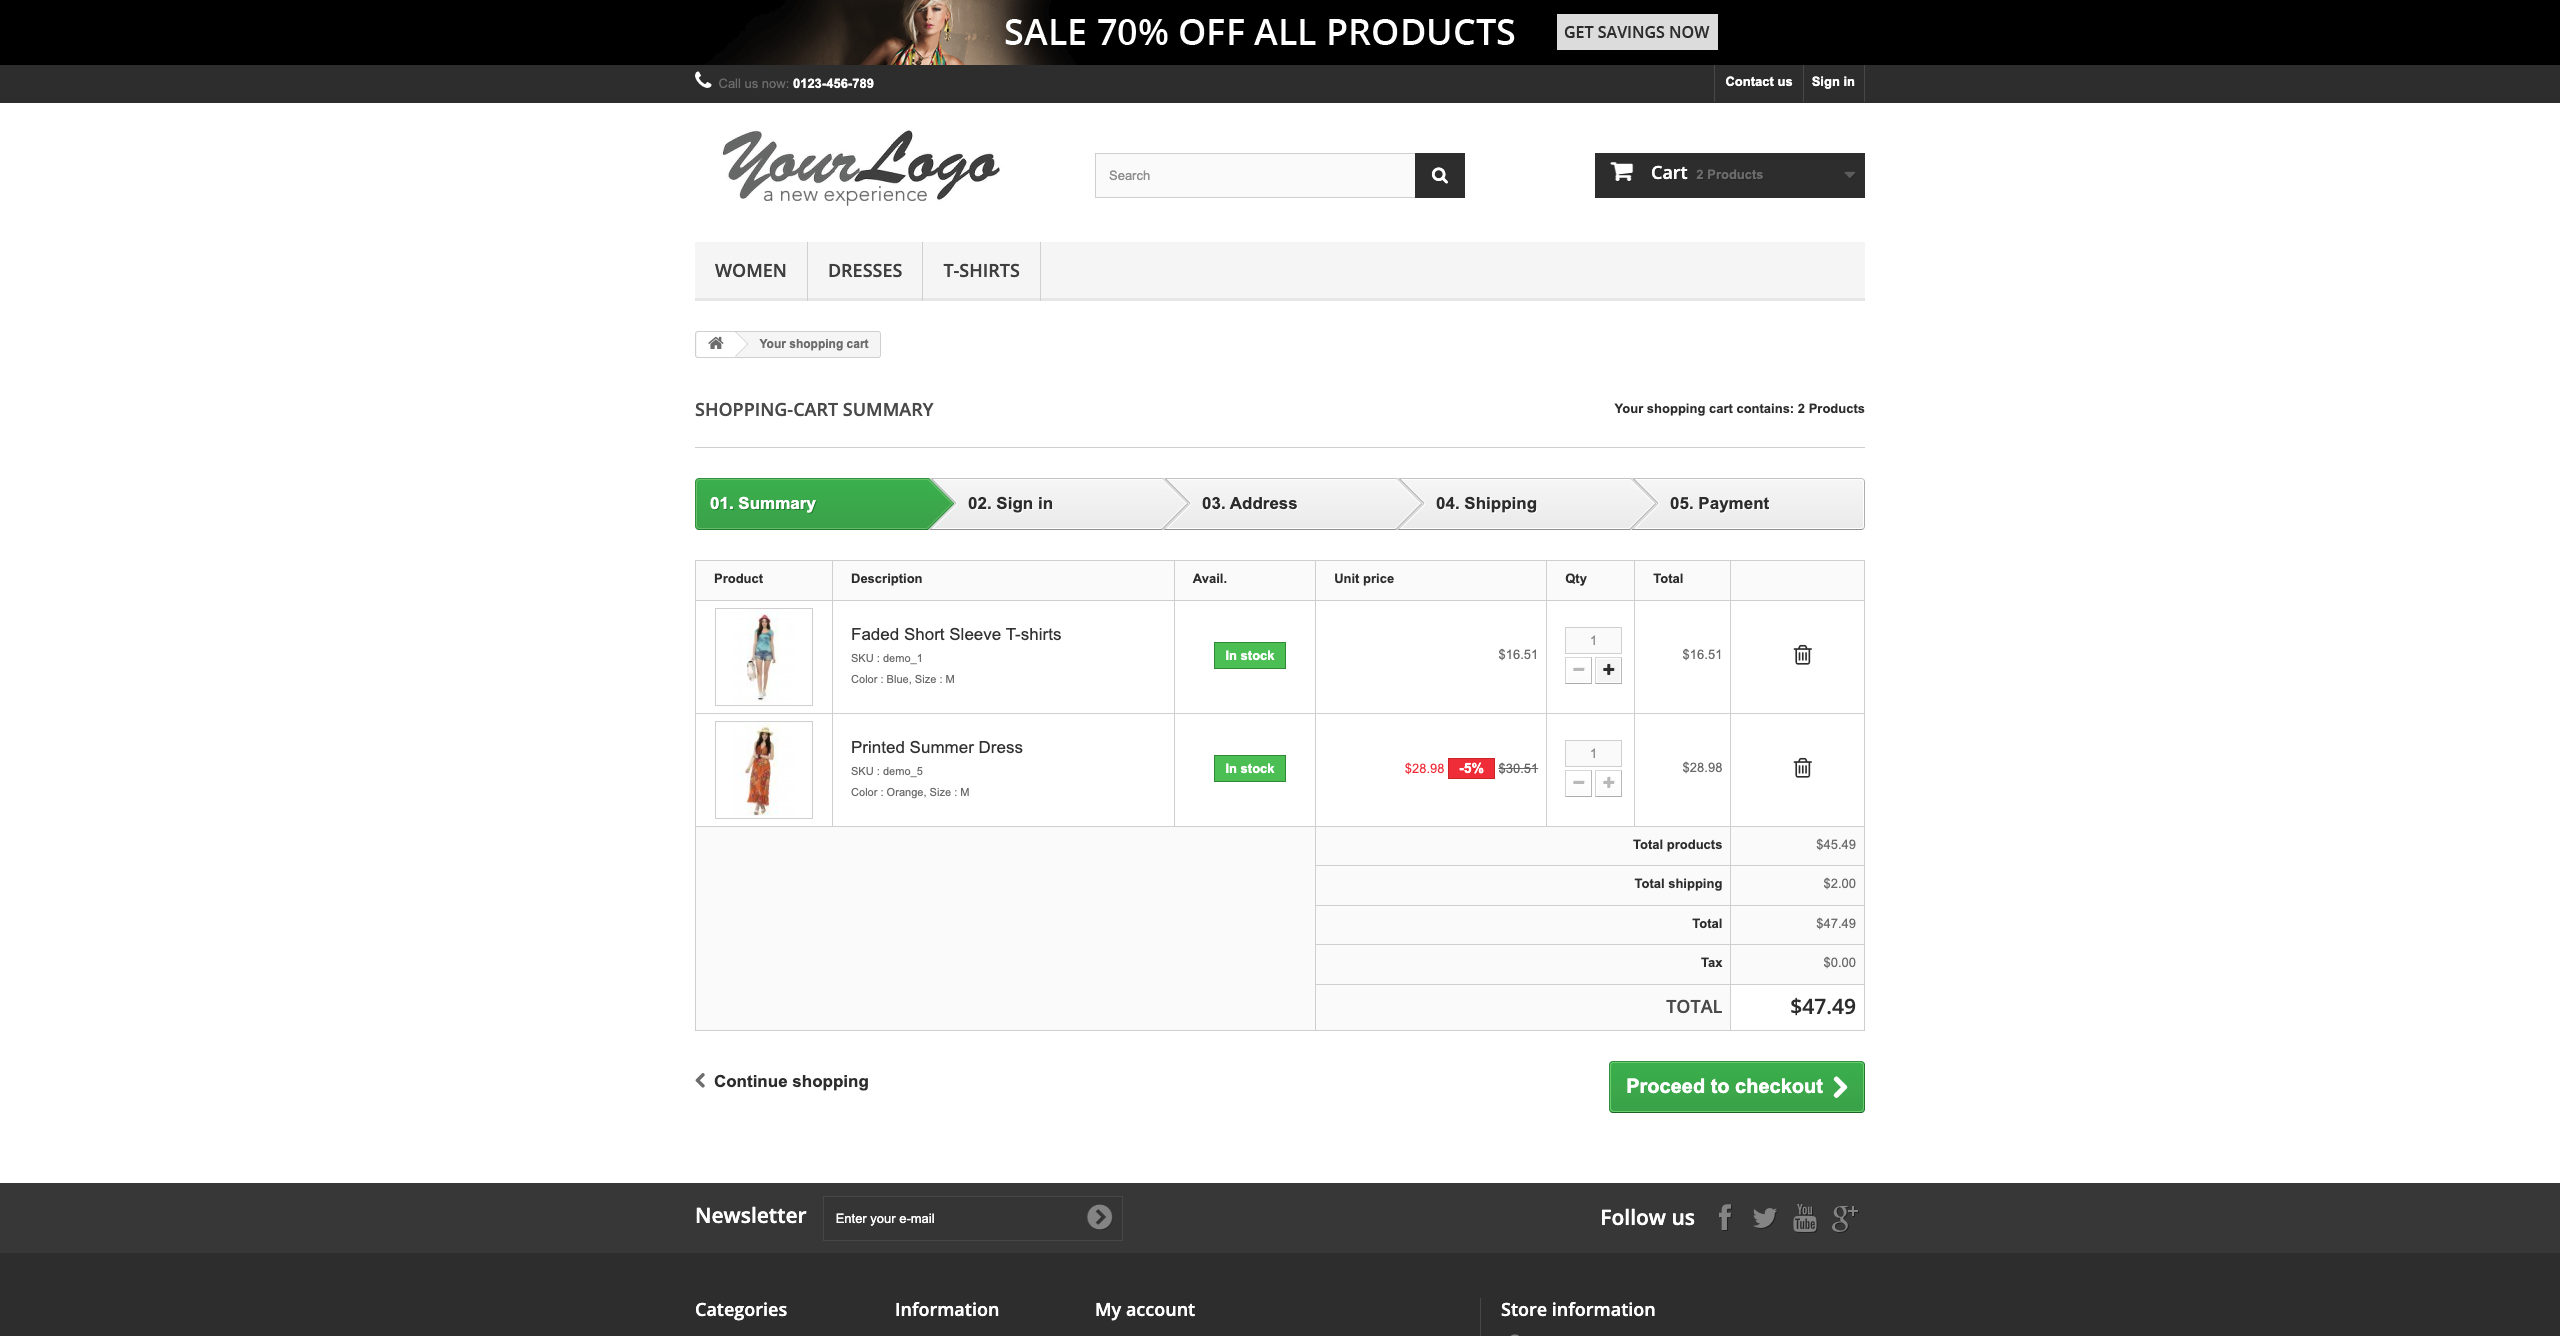 SALE 70% OFF ALL PRODUCTS GET SAVINGS NOW
Call us now: 0123-456-789 Contact us Sign in
YourLogo
a new experience
Search
Cart 2 Products
WOMEN DRESSES T-SHIRTS
Your shopping cart
SHOPPING-CART SUMMARY Your shopping cart contains: 2 Products
01. Summary 02. Sign in 03. Address 04. Shipping 05. Payment
Product Description Avail. Unit price Qty Total
Faded Short Sleeve T-shirts
SKU : demo_1
Color : Blue, Size : M
In stock $16.51 1 $16.51
Printed Summer Dress
SKU : demo_5
Color : Orange, Size : M
In stock $28.98 -5% $30.51 1 $28.98
Total products $45.49
Total shipping $2.00
Total $47.49
Tax $0.00
TOTAL $47.49
Continue shopping Proceed to checkout
Newsletter Enter your e-mail Follow us You Tube g+
Categories Information My account Store information